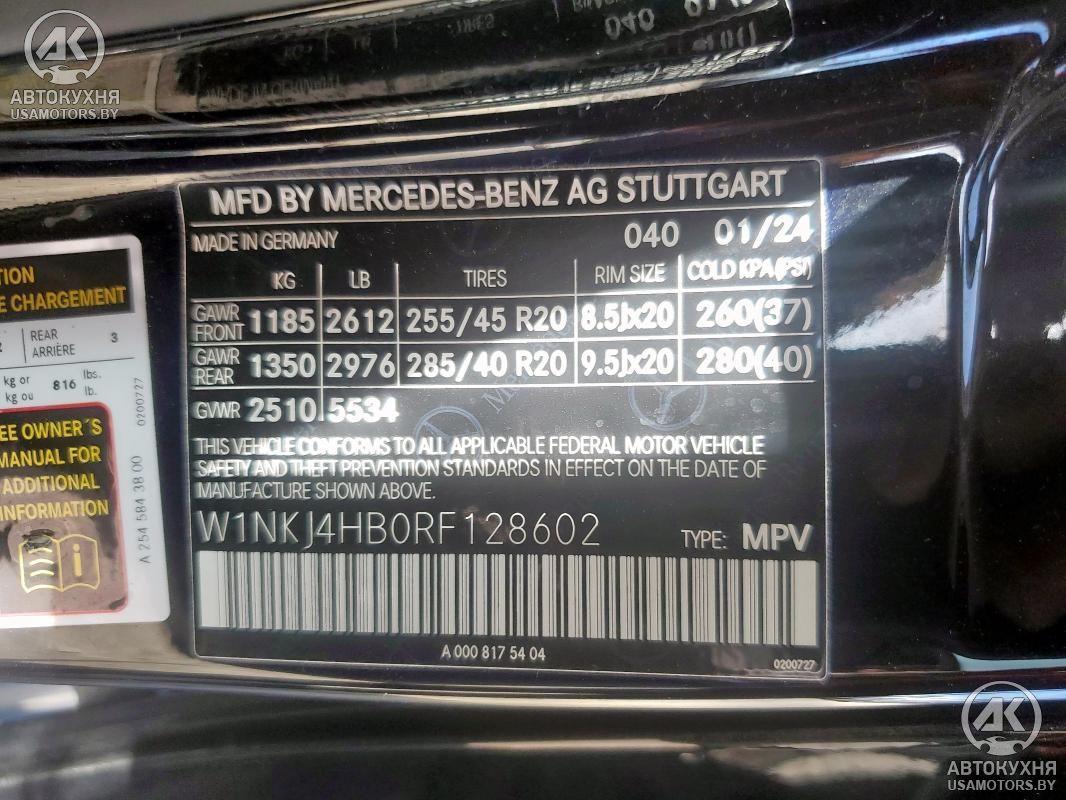 AK
АВТОКУХНЯ
USAMOTORS.BY
TIRES
040
MFD BY MERCEDES-BENZ AG STUTTGART
MADE IN GERMANY 040 01/24
KG LB TIRES RIM SIZE COLD KPA(PSI)
GAWR FRONT 1185 2612 255/45 R20 8.5Jx20 260(37)
GAWR REAR 1350 2976 285/40 R20 9.5Jx20 280(40)
GVWR 2510 5534
THIS VEHICLE CONFORMS TO ALL APPLICABLE FEDERAL MOTOR VEHICLE
SAFETY AND THEFT PREVENTION STANDARDS IN EFFECT ON THE DATE OF
MANUFACTURE SHOWN ABOVE.
W1NKJ4HB0RF128602 TYPE: MPV
A 000 817 54 04
0200727
TION
E CHARGEMENT
REAR 3
ARRIÈRE
kg or 816 lbs.
kg ou lb.
EE OWNER´S
MANUAL FOR
ADDITIONAL
INFORMATION
0200727
A 254 584 38 00
AK
АВТОКУХНЯ
USAMOTORS.BY